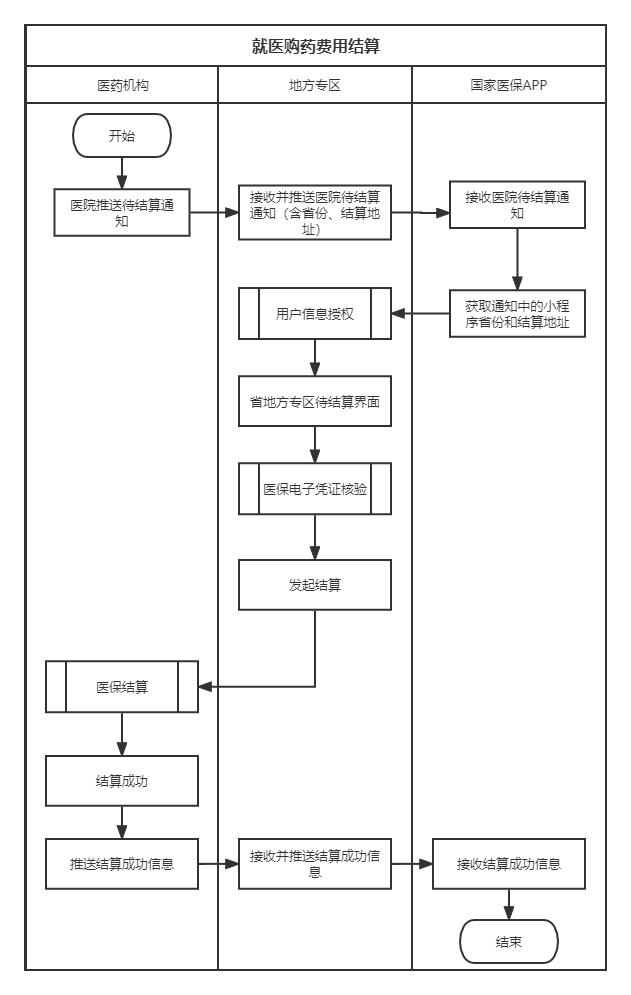 就医购药费用结算
医药机构
地方专区
国家医保APP
开始
医院推送待结算通
知
接收并推送医院待结算
通知（含省份、结算地
址）
接收医院待结算通
知
获取通知中的小程
序省份和结算地址
用户信息授权
省地方专区待结算界面
医保电子凭证核验
发起结算
医保结算
结算成功
推送结算成功信息
接收并推送结算成功信
息
接收结算成功信息
结束